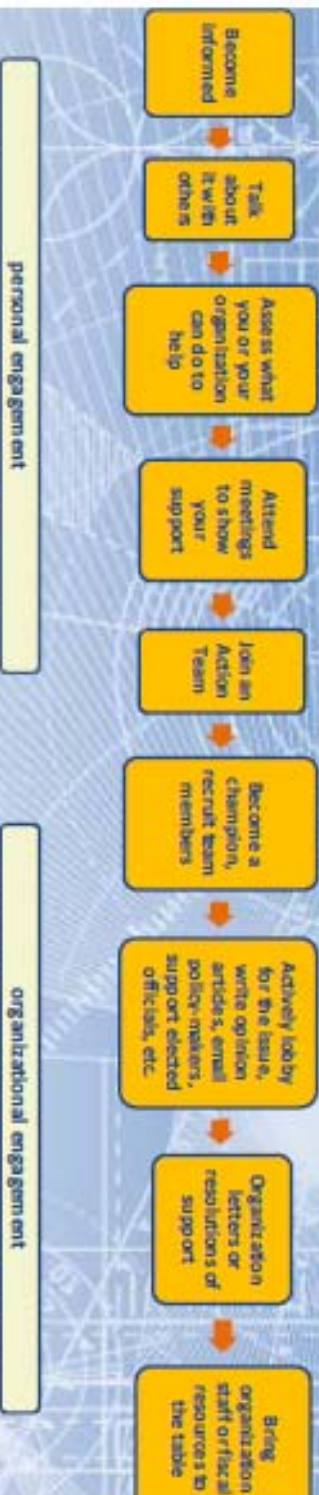 Become
informed
Talk
about
it with
others
Assess what
you or your
organization
can do to
help
Attend
meetings
to show
your
support
Join an
Action
Team
Become a
champion,
recruit team
members
Actively lobby
for the issue,
write opinion
articles, email
policy-makers,
support elected
officials, etc.
Organization
letters or
resolutions of
support
Bring
organization
staff or fiscal
resources to
the table
personal engagement
organizational engagement